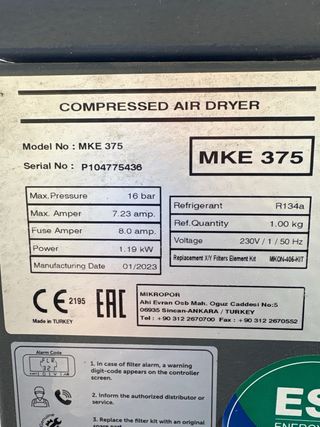 COMPRESSED AIR DRYER
Model No : MKE 375
Serial No : P104775436
MKE 375
Max.Pressure 16 bar
Max. Amper 7.23 amp.
Fuse Amper 8.0 amp.
Power 1.19 kW
Manufacturing Date 01/2023
Refrigerant R134a
Ref.Quantity 1.00 kg
Voltage 230V / 1 / 50 Hz
Replacement X/Y Filters Element Kit MKON-406-KIT
CE 2195 EAC
Made in TURKEY
MIKROPOR
Ahi Evran Osb Mah. Oguz Caddesi No:5
06935 Sincan-ANKARA / TURKEY
Tel : +90 312 2670700 Fax : +90 312 2670552
Alarm Code
1. In case of filter alarm, a warning
digit-code appears on the controller
screen.
2. Inform the authorized distributor or
service.
3. Replace the filter kit with an original
ES